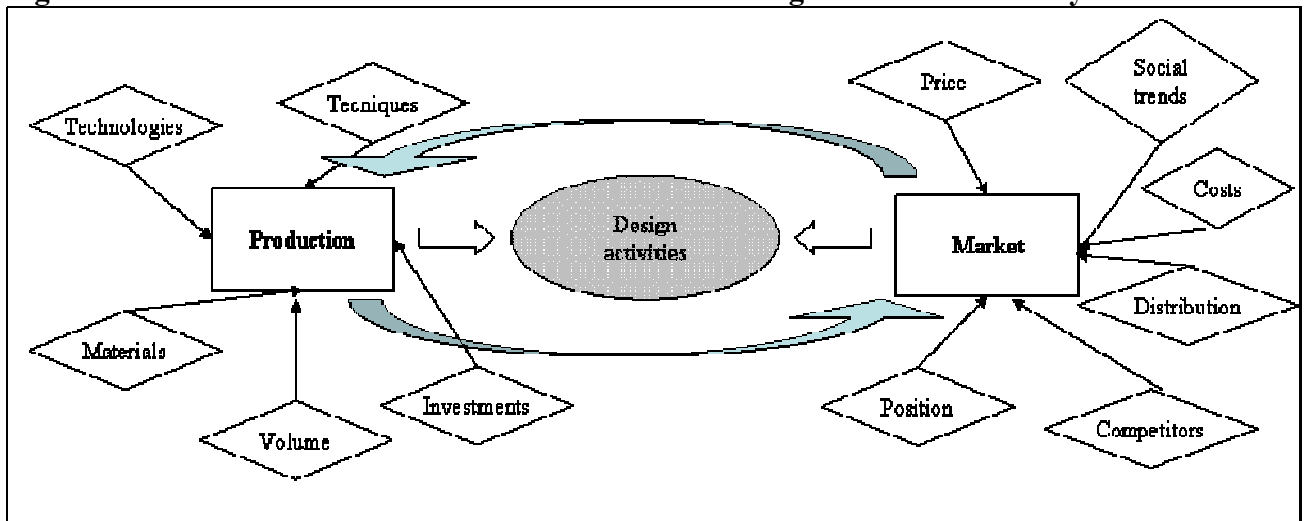 Price
Social
trends
Tecniques
Technologies
Costs
Production
Design
activities
Market
Distribution
Materials
Investments
Position
Volume
Competitors